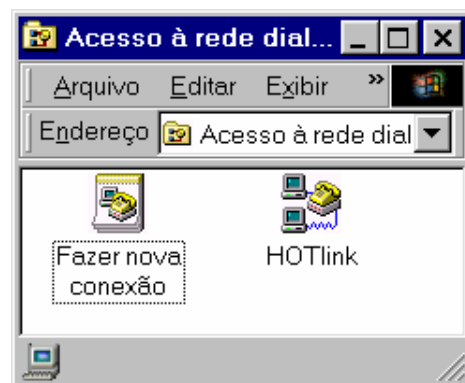 Acesso à rede dial...
Arquivo Editar Exibir »
Endereço Acesso à rede dial
Fazer nova
conexão
HOTlink